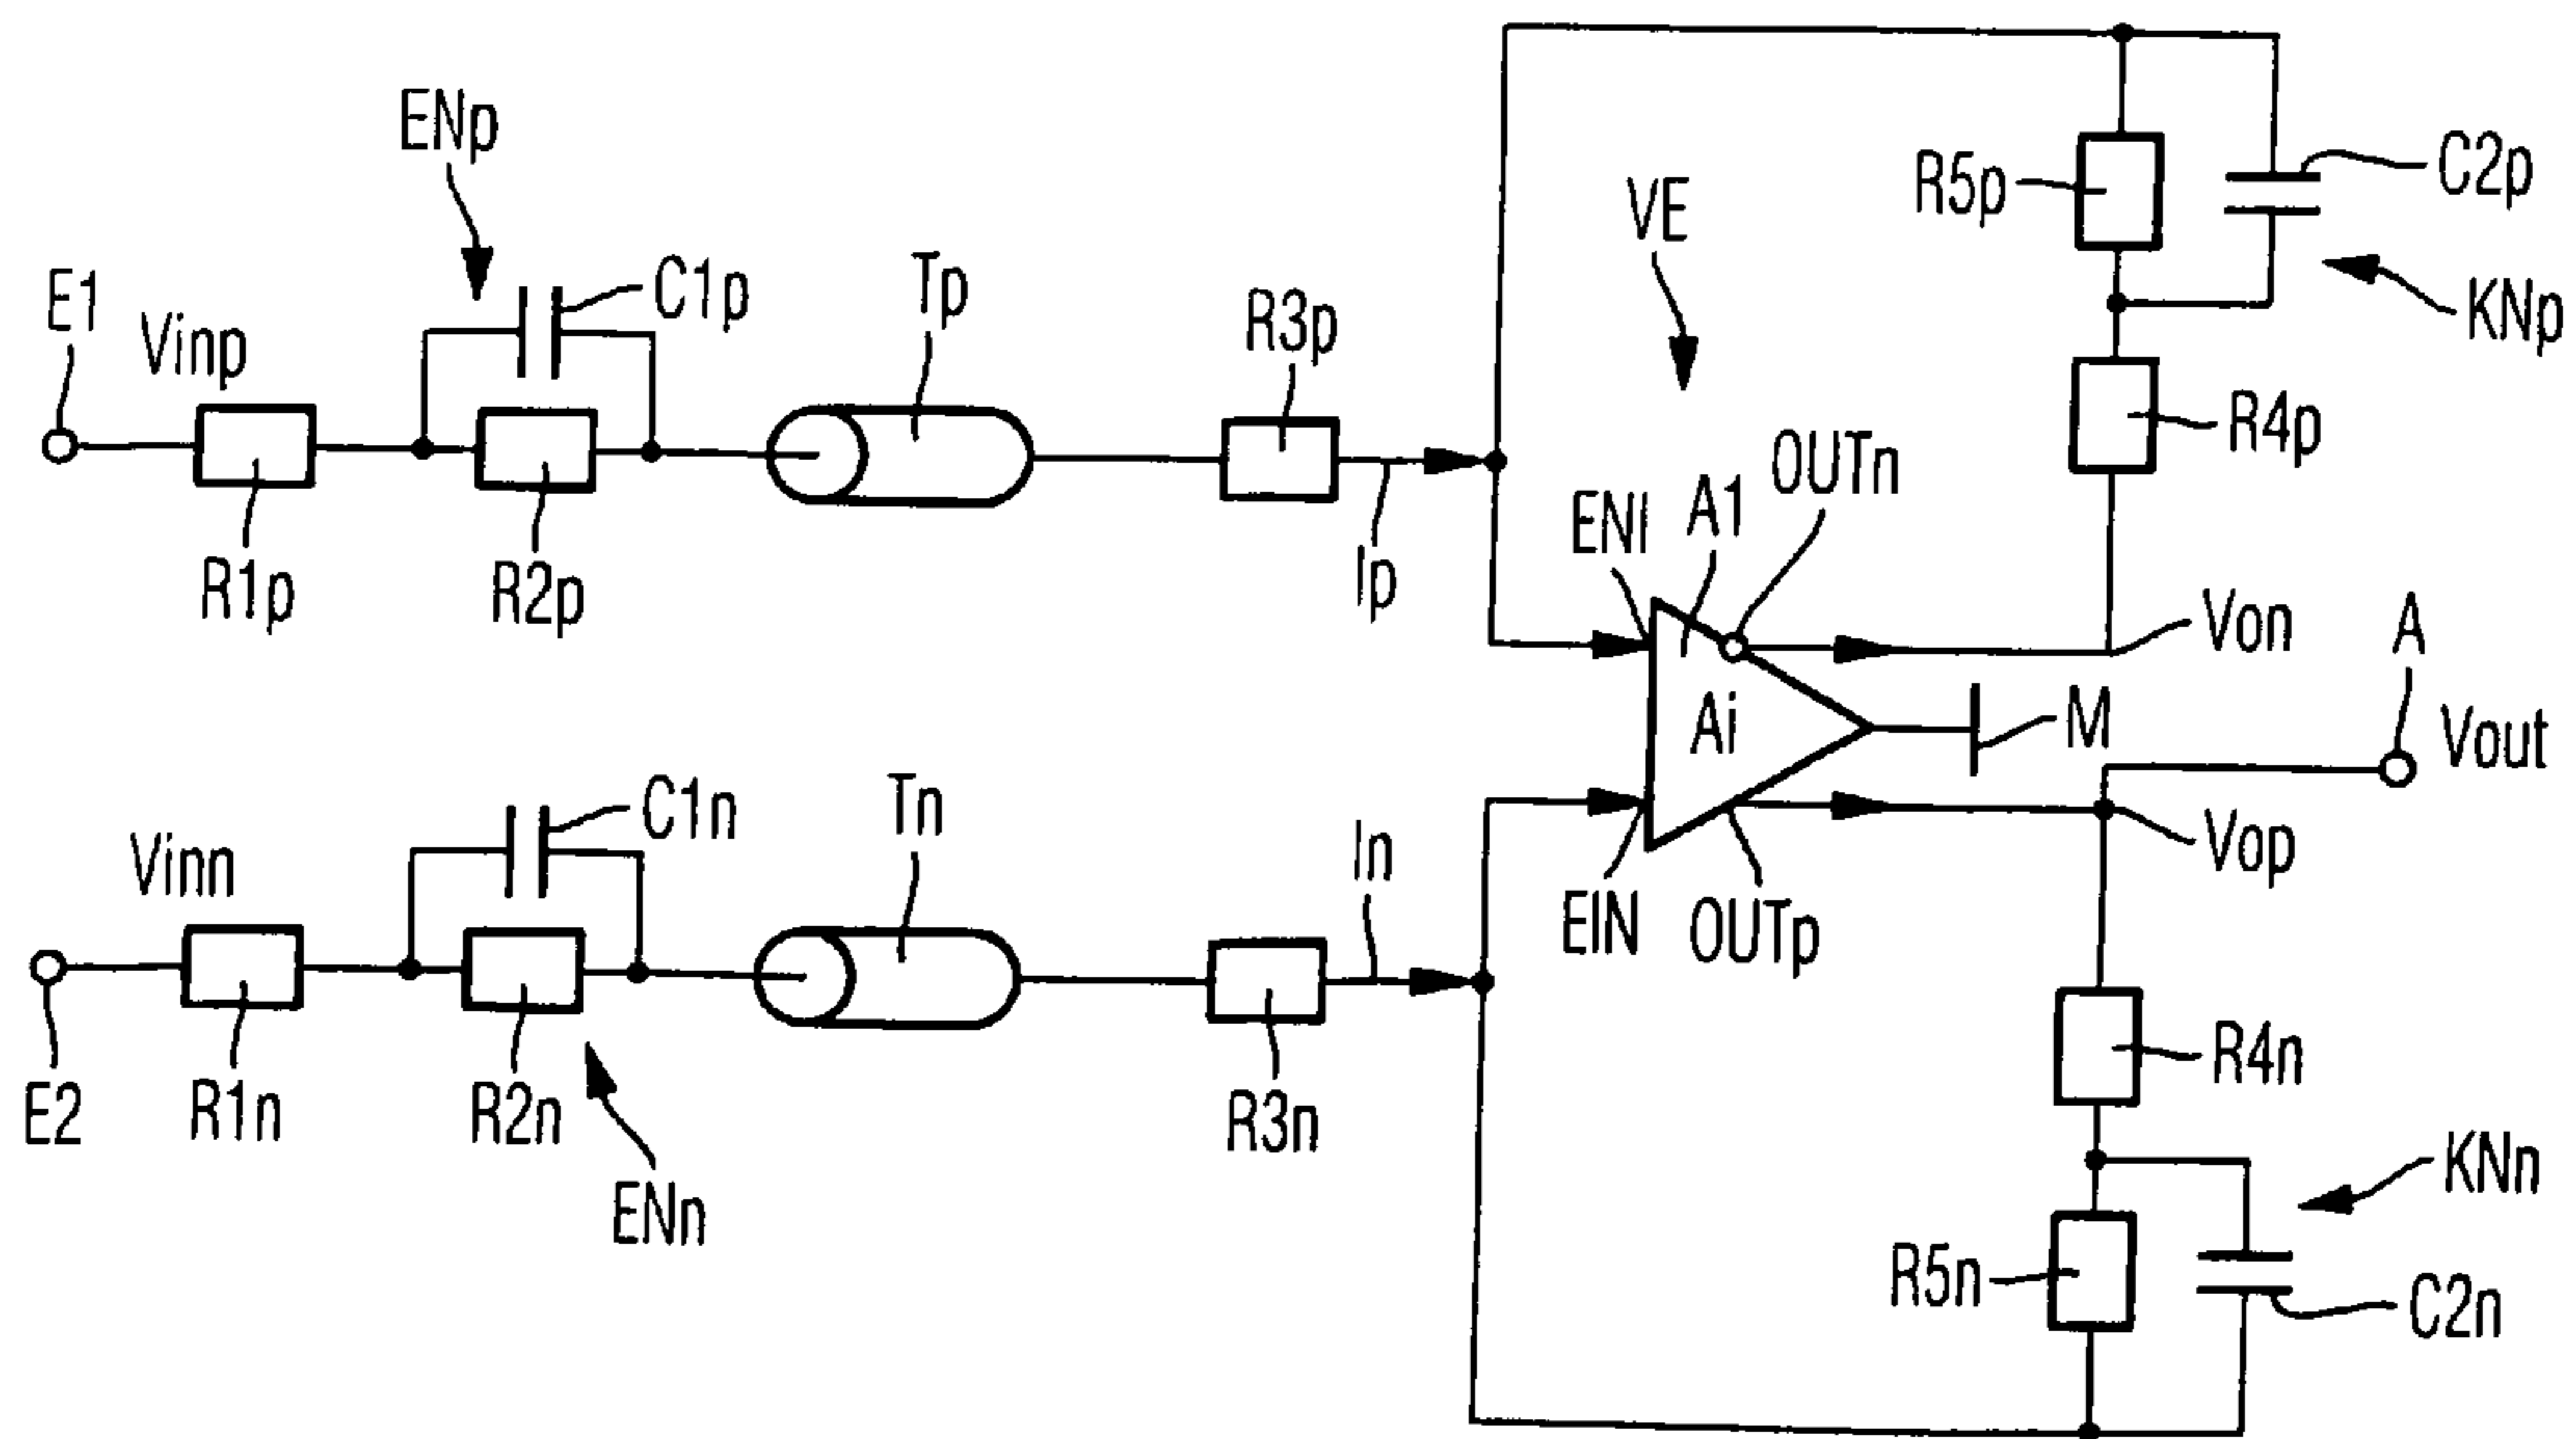 ENp
C2p
R5p
VE
E1
C1p
Tp
KNp
Vinp
R3p
R4p
OUTn
A1
ENI
R1p
R2p
Ip
Von
A
Ai
M
Vout
C1n
Tn
Vinn
In
Vop
EIN
OUTp
R4n
E2
R1n
R2n
R3n
KNn
ENn
R5n
C2n